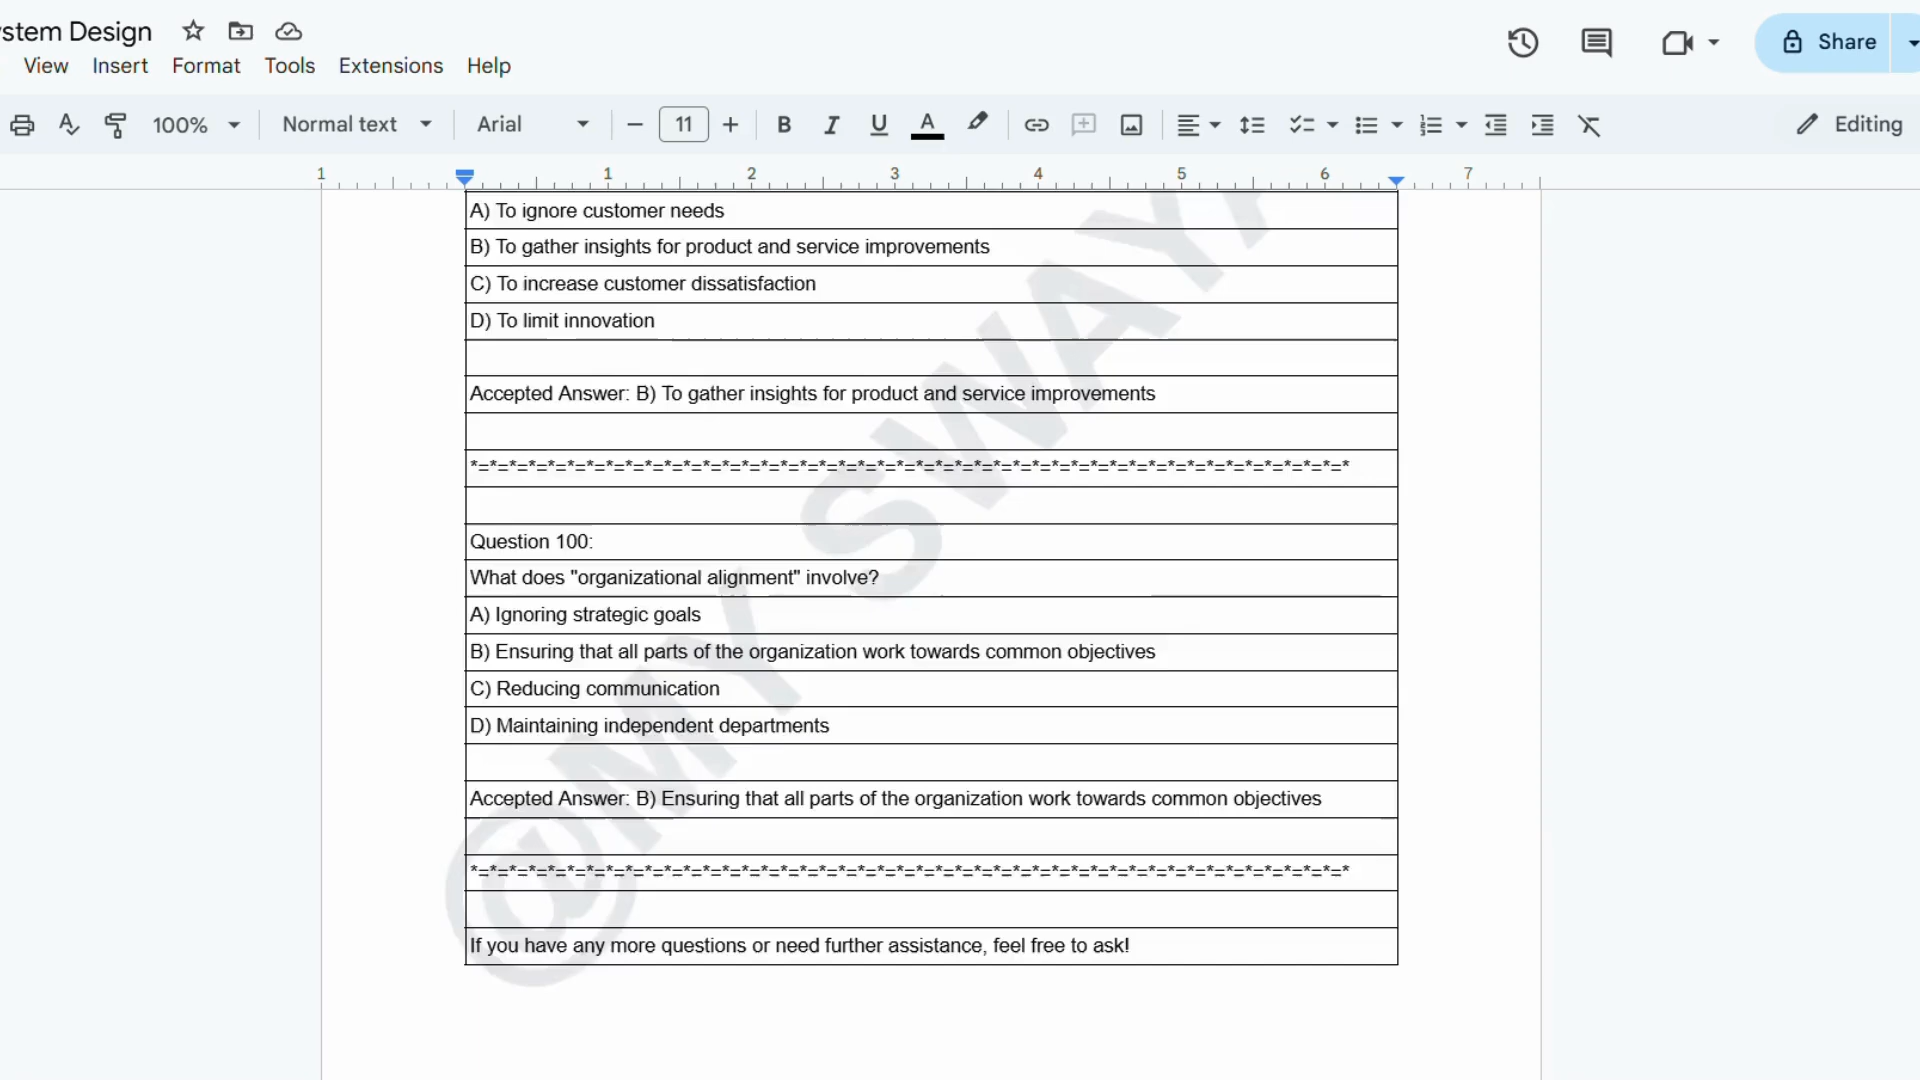 stem Design
View Insert Format Tools Extensions Help
Share
100% Normal text Arial 11 Editing
1 1 2 3 4 5 6 7
A) To ignore customer needs
B) To gather insights for product and service improvements
C) To increase customer dissatisfaction
D) To limit innovation
Accepted Answer: B) To gather insights for product and service improvements
*=*=*=*=*=*=*=*=*=*=*=*=*=*=*=*=*=*=*=*=*=*=*=*=*=*=*=*=*=*=*=*=*=*=*=*=*=*=*=*=*=*=*=*=*=*
Question 100:
What does "organizational alignment" involve?
A) Ignoring strategic goals
B) Ensuring that all parts of the organization work towards common objectives
C) Reducing communication
D) Maintaining independent departments
Accepted Answer: B) Ensuring that all parts of the organization work towards common objectives
*=*=*=*=*=*=*=*=*=*=*=*=*=*=*=*=*=*=*=*=*=*=*=*=*=*=*=*=*=*=*=*=*=*=*=*=*=*=*=*=*=*=*=*=*=*
If you have any more questions or need further assistance, feel free to ask!
@MY SWAYA